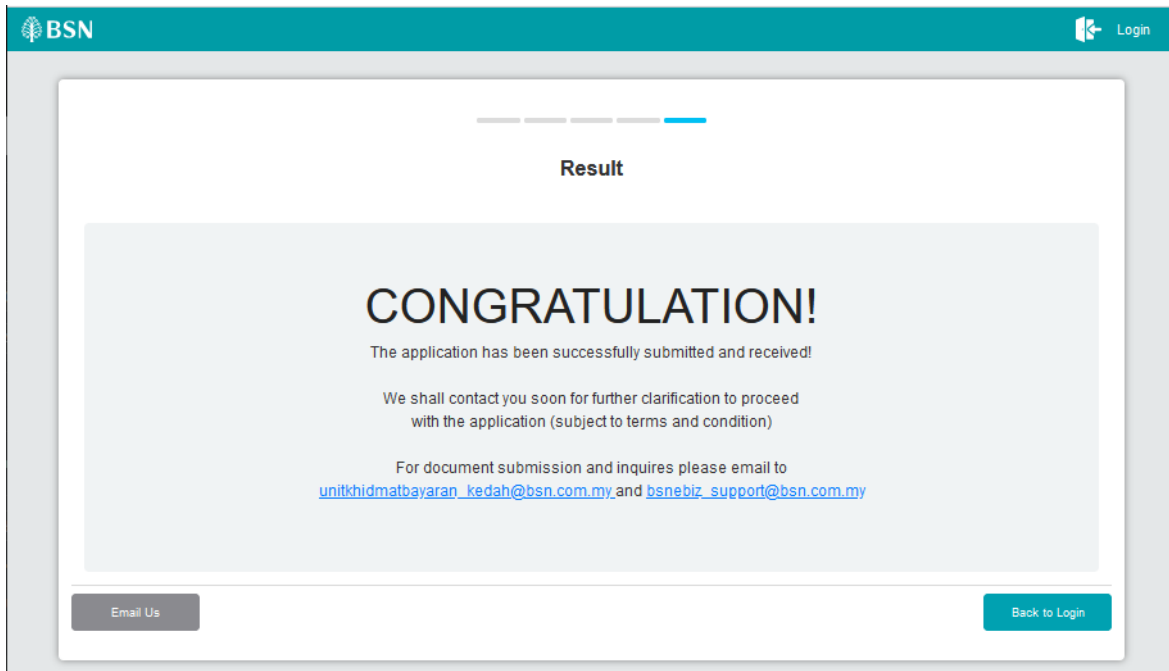 BSN
Login
Result
CONGRATULATION!
The application has been successfully submitted and received!
We shall contact you soon for further clarification to proceed
with the application (subject to terms and condition)
For document submission and inquires please email to
unitkhidmatbayaran_kedah@bsn.com.my and bsnebiz_support@bsn.com.my
Email Us
Back to Login